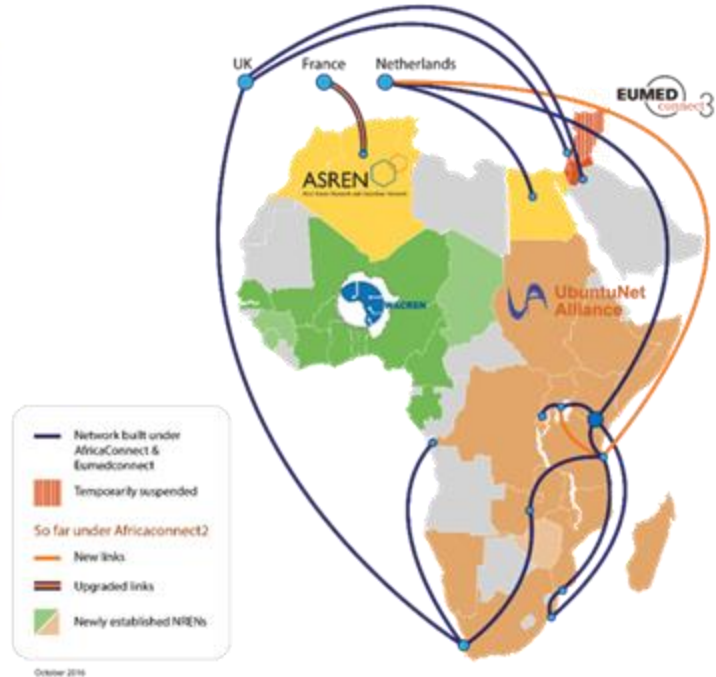 UK
France
Netherlands
EUMED
connect3
ASREN
WACREN
UbuntuNet
Alliance
Network built under
AfricaConnect &
Eumedconnect
Temporarily suspended
So far under Africaconnect2
New links
Upgraded links
Newly established NRENs
October 2016